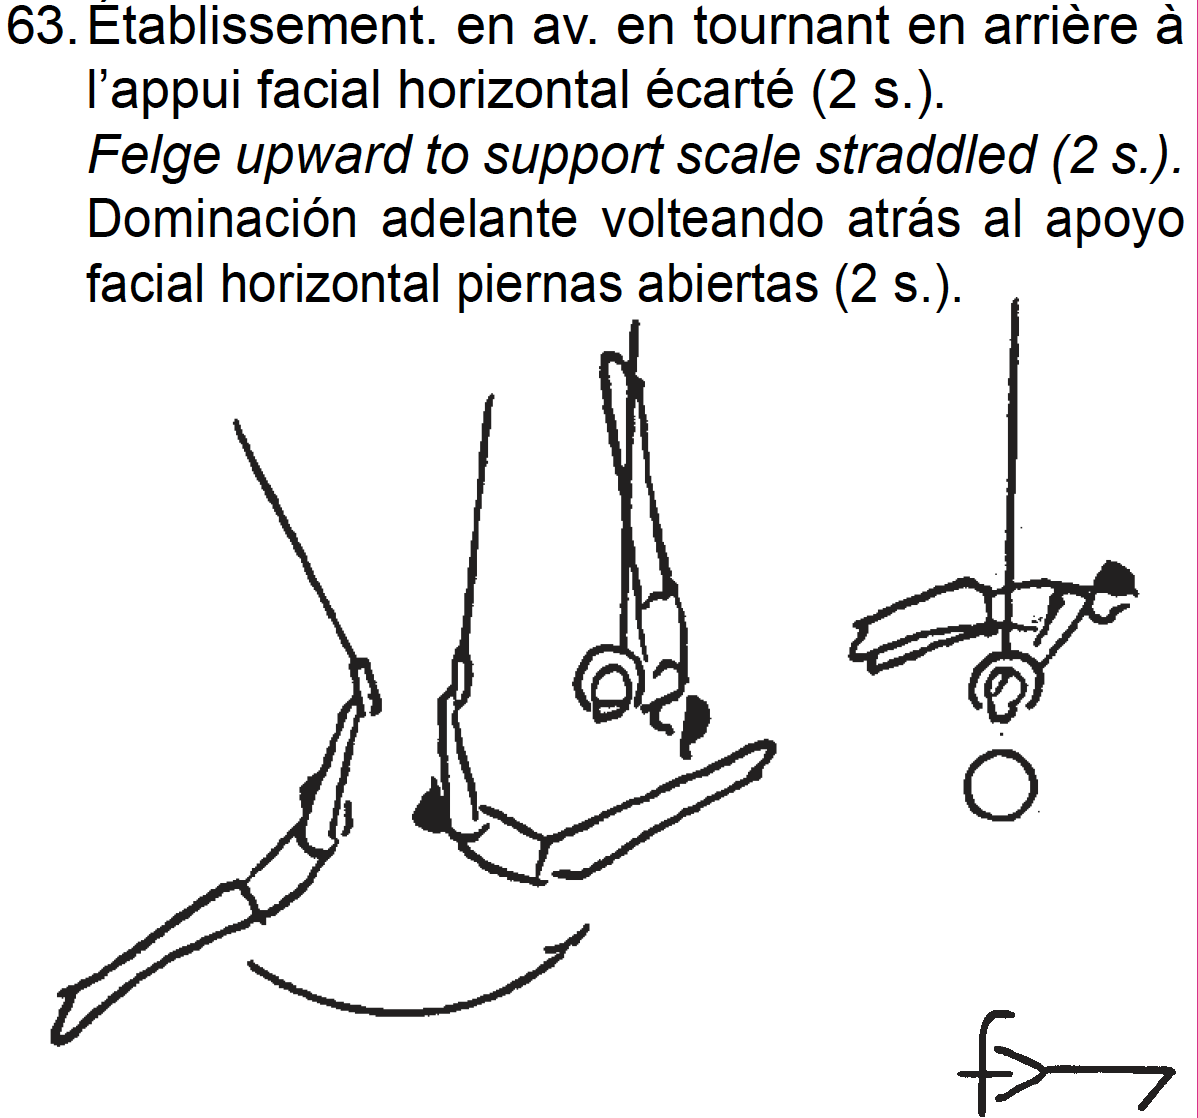 63. Établissement. en av. en tournant en arrière à
l’appui facial horizontal écarté (2 s.).
Felge upward to support scale straddled (2 s.).
Dominación adelante volteando atrás al apoyo
facial horizontal piernas abiertas (2 s.).